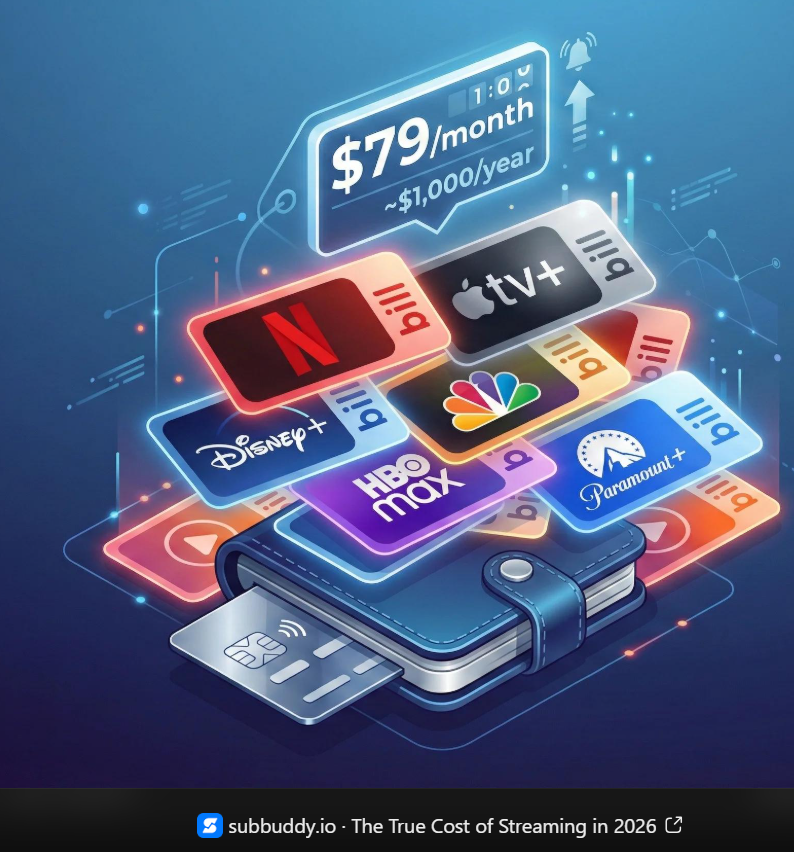 1:0
$79/month
~$1,000/year
tv+
bill
N
bill
bill
bill
Disney+
bill
HBO
max
b
Paramount+
bill
bill
subbuddy.io · The True Cost of Streaming in 2026